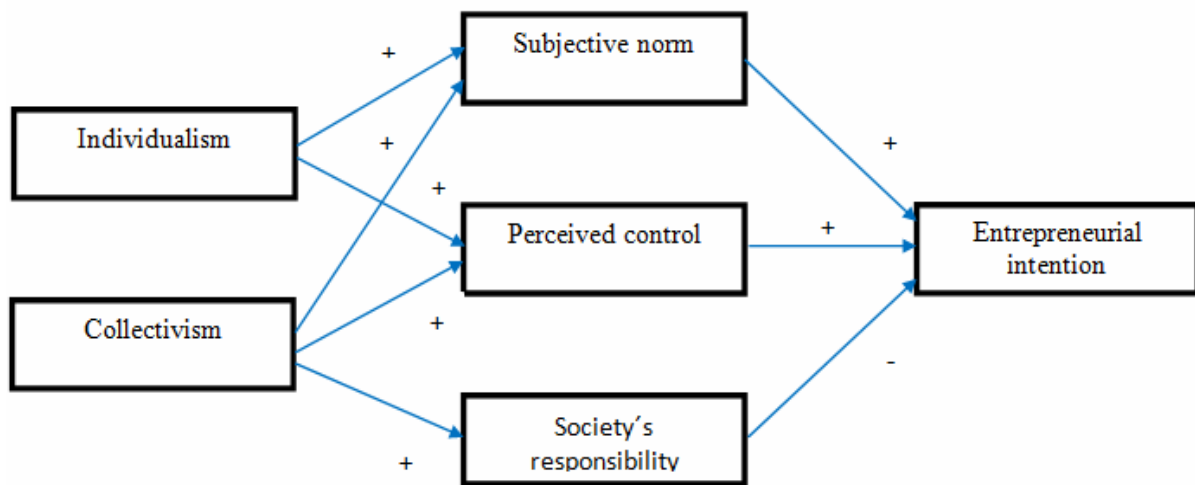 Subjective norm
+
Individualism
+
+
+
Perceived control
+
Entrepreneurial
intention
Collectivism
+
-
Society´s
responsibility
+